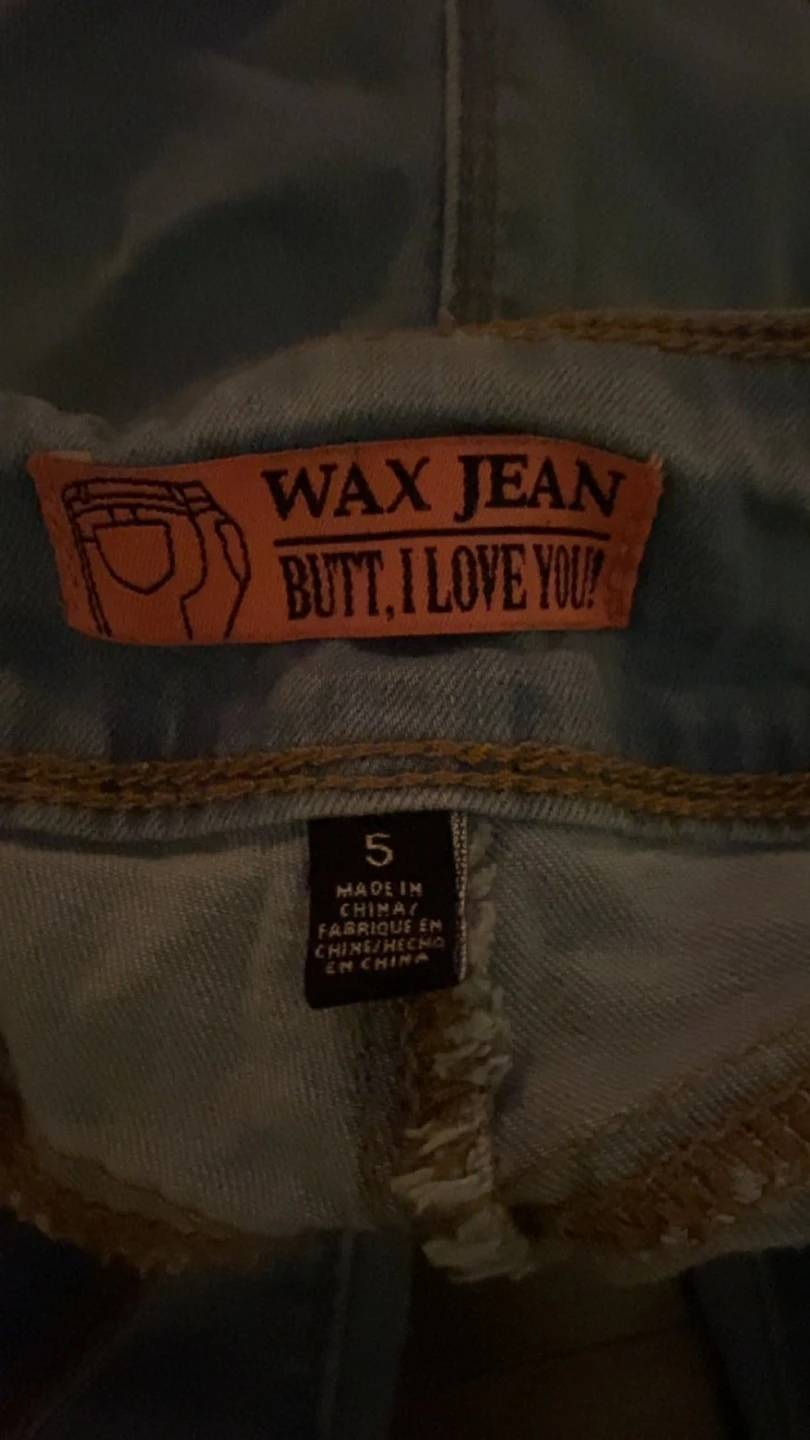 WAX JEAN
BUTT, I LOVE YOU!
5
MADE IN
CHINA/
FABRIQUE EN
CHINE/HECHO
EN CHINA